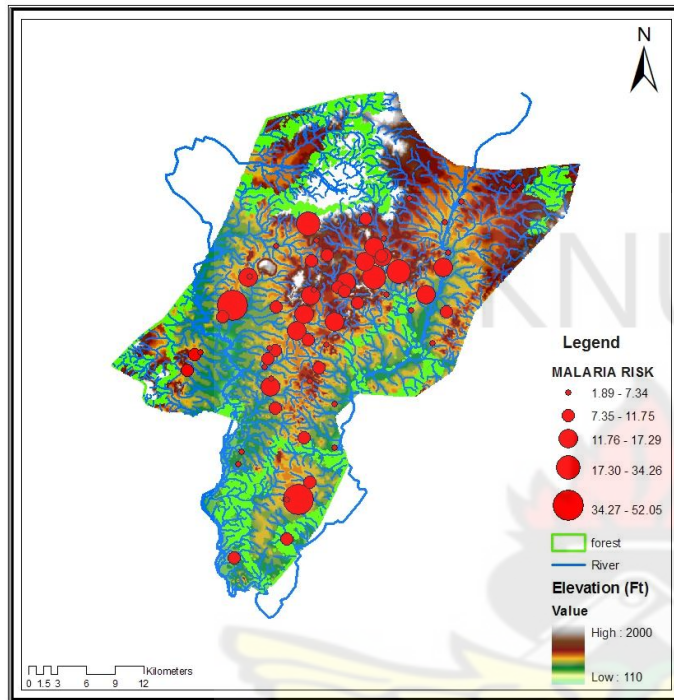 N
KNU
Legend
MALARIA RISK
1.89 - 7.34
7.35 - 11.75
11.76 - 17.29
17.30 - 34.26
34.27 - 52.05
forest
River
Elevation (Ft)
Value
High : 2000
Low : 110
Kilometers
0 1.5 3 6 9 12